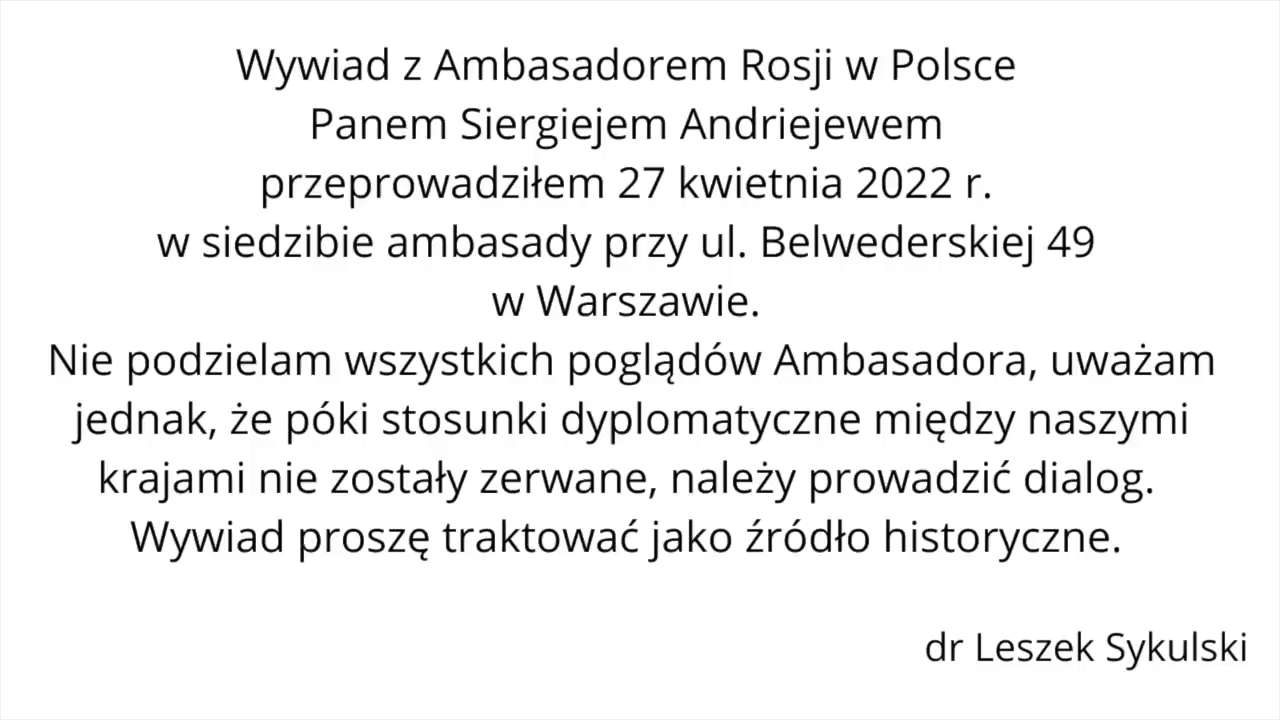 Wywiad z Ambasadorem Rosji w Polsce
Panem Siergiejem Andriejewem
przeprowadziłem 27 kwietnia 2022 r.
w siedzibie ambasady przy ul. Belwederskiej 49
w Warszawie.
Nie podzielam wszystkich poglądów Ambasadora, uważam
jednak, że póki stosunki dyplomatyczne między naszymi
krajami nie zostały zerwane, należy prowadzić dialog.
Wywiad proszę traktować jako źródło historyczne.
dr Leszek Sykulski